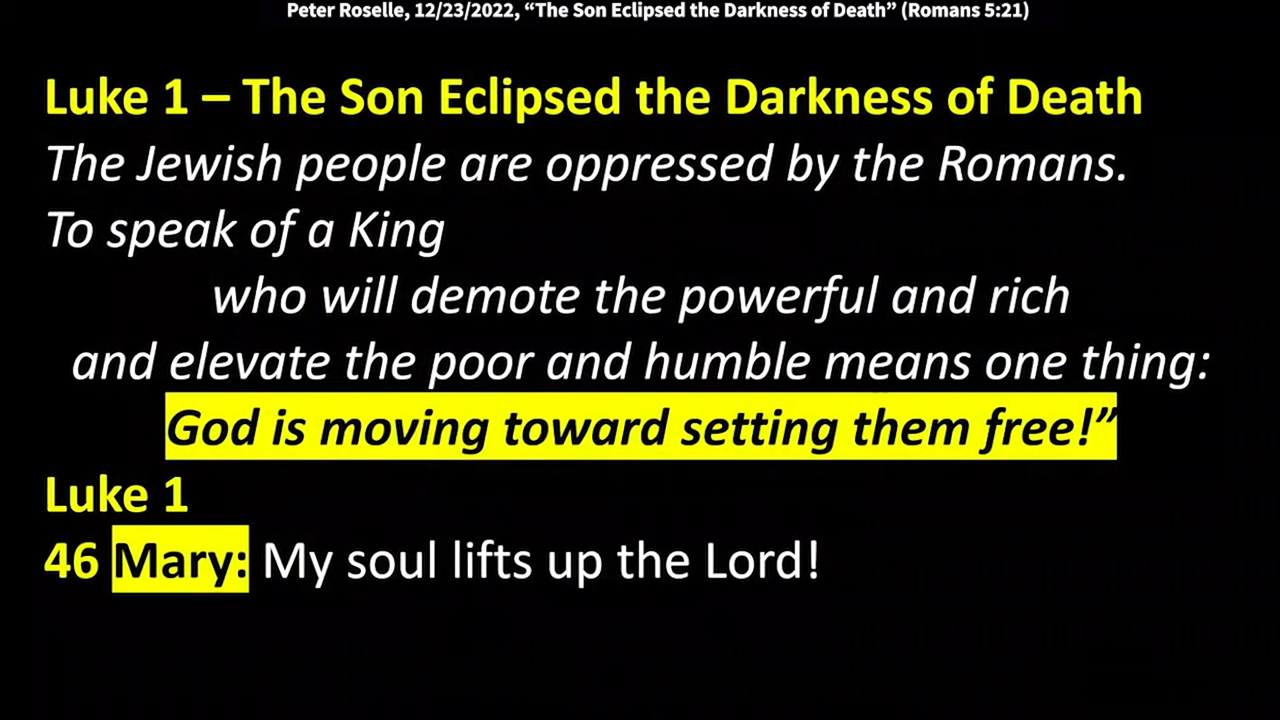 Peter Roselle, 12/23/2022, “The Son Eclipsed the Darkness of Death” (Romans 5:21)
Luke 1 – The Son Eclipsed the Darkness of Death
The Jewish people are oppressed by the Romans.
To speak of a King
who will demote the powerful and rich
and elevate the poor and humble means one thing:
God is moving toward setting them free!”
Luke 1
46 Mary: My soul lifts up the Lord!